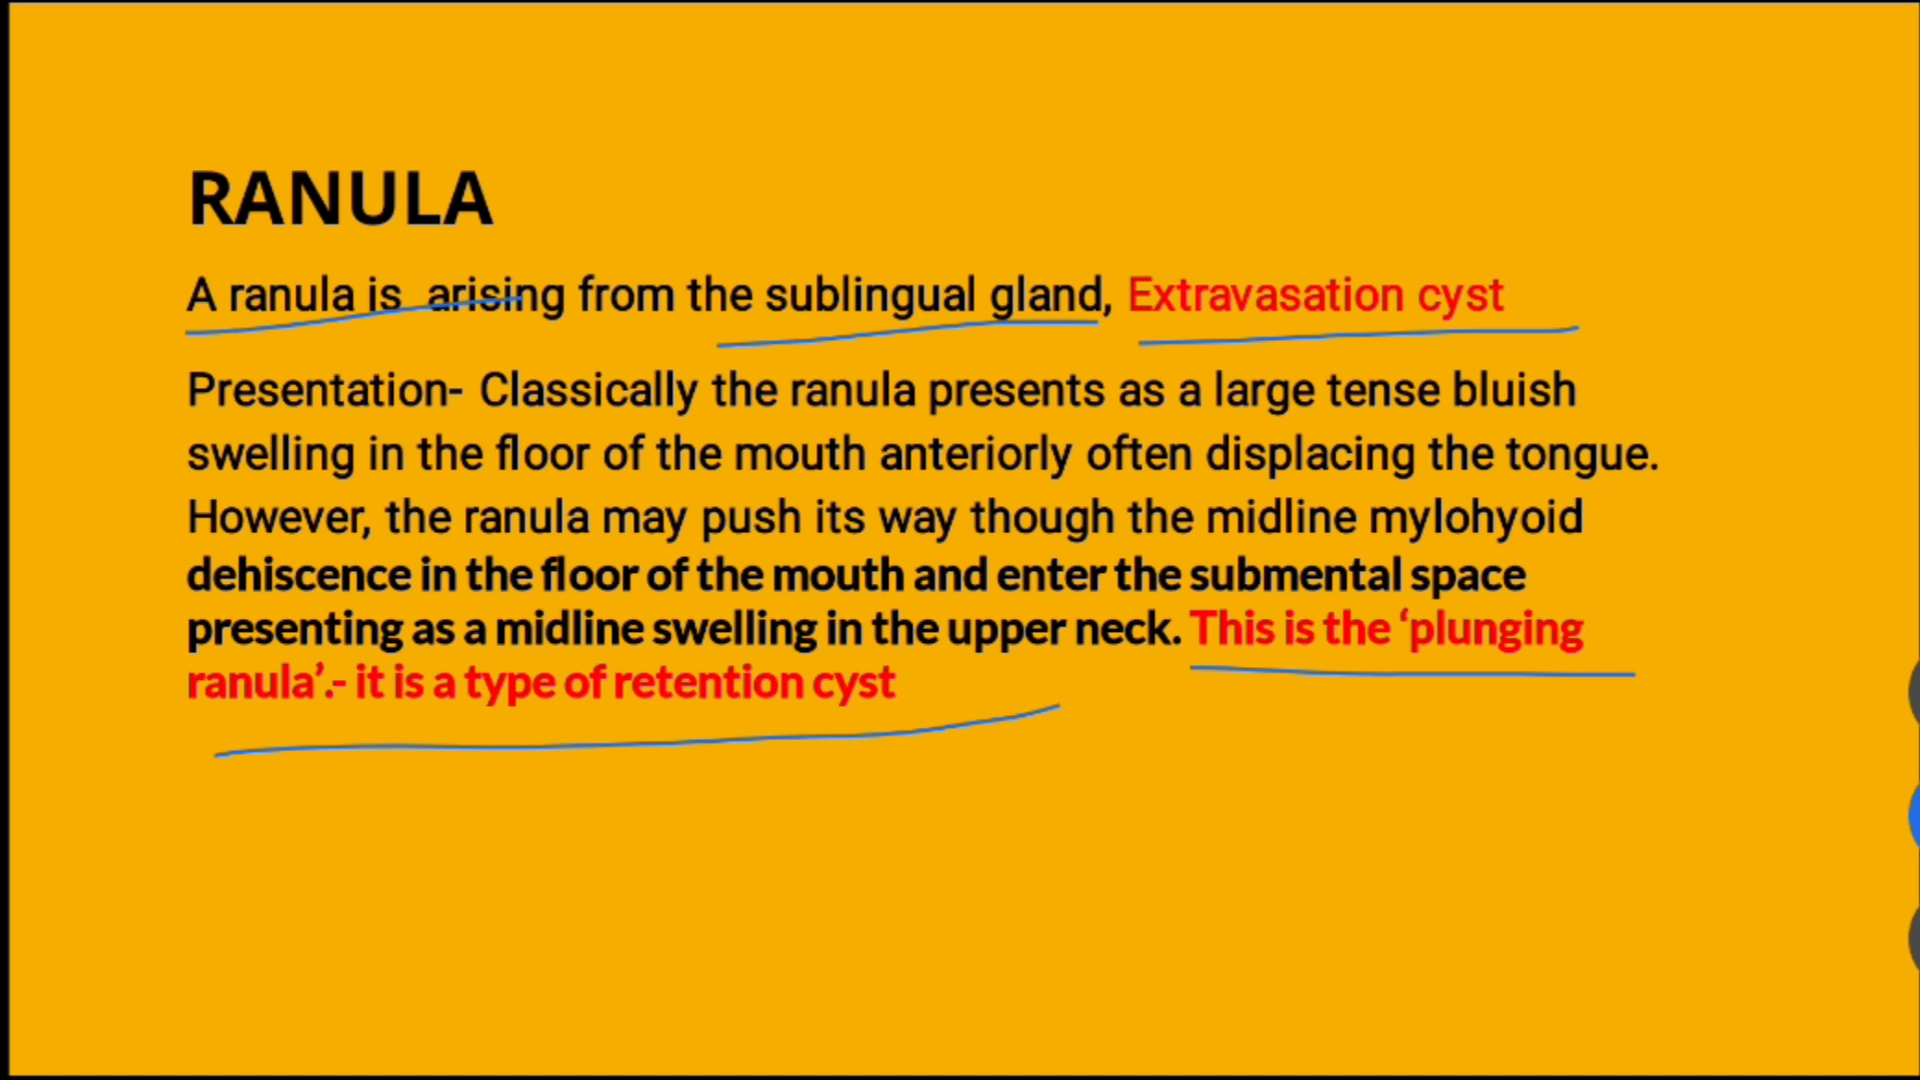 RANULA
A ranula is arising from the sublingual gland, Extravasation cyst
Presentation- Classically the ranula presents as a large tense bluish
swelling in the floor of the mouth anteriorly often displacing the tongue.
However, the ranula may push its way though the midline mylohyoid
dehiscence in the floor of the mouth and enter the submental space
presenting as a midline swelling in the upper neck. This is the ‘plunging
ranula’.- it is a type of retention cyst